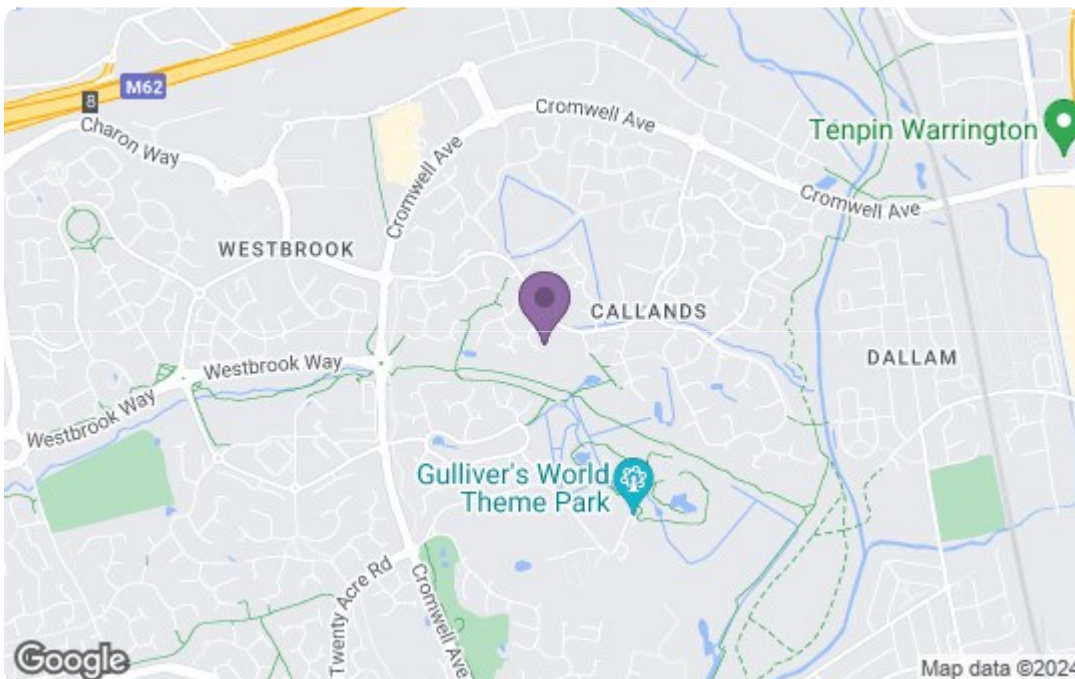 M62
8
Charon Way
Cromwell Ave
Tenpin Warrington
Cromwell Ave
Cromwell Ave
WESTBROOK
CALLANDS
DALLAM
Westbrook Way
Westbrook Way
Gulliver's World
Theme Park
Twenty Acre Rd
Cromwell Ave
Google
Map data ©2024